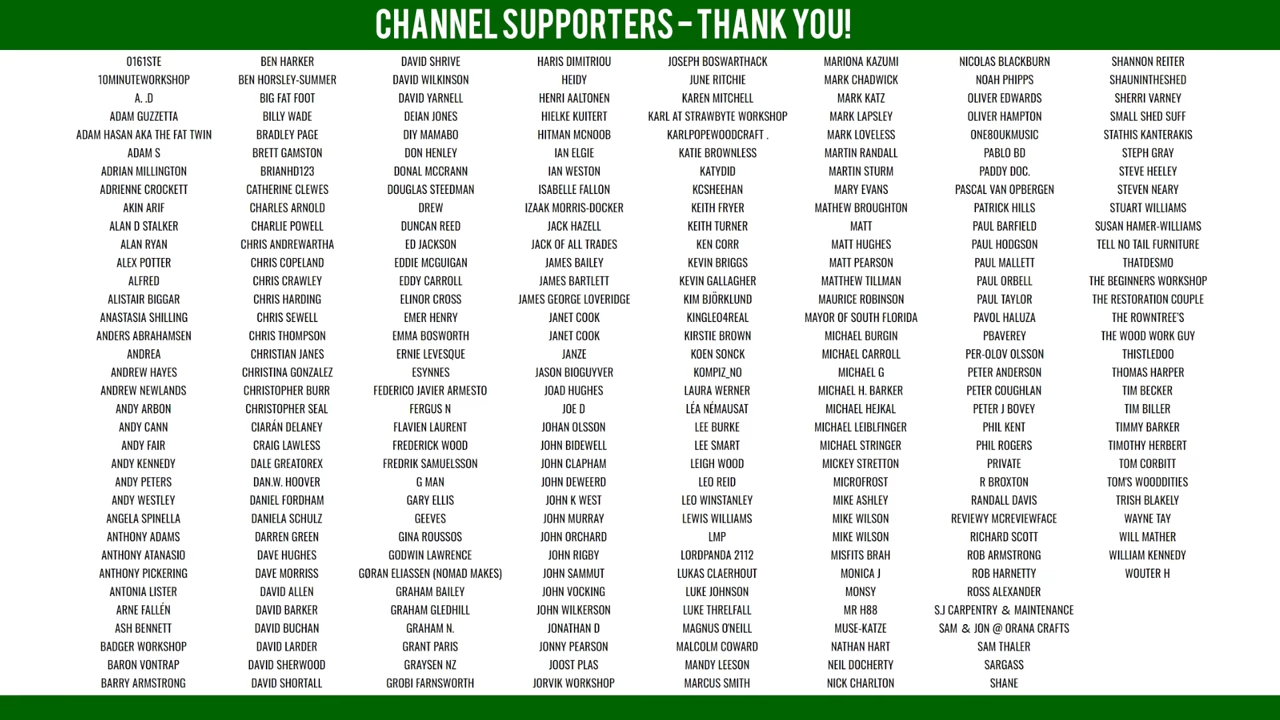 CHANNEL SUPPORTERS – THANK YOU!
0161STE
10MINUTEWORKSHOP
A. .D
ADAM GUZZETTA
ADAM HASAN AKA THE FAT TWIN
ADAM S
ADRIAN MILLINGTON
ADRIENNE CROCKETT
AKIN ARIF
ALAN D STALKER
ALAN RYAN
ALEX POTTER
ALFRED
ALISTAIR BIGGAR
ANASTASIA SHILLING
ANDERS ABRAHAMSEN
ANDREA
ANDREW HAYES
ANDREW NEWLANDS
ANDY ARBON
ANDY CANN
ANDY FAIR
ANDY KENNEDY
ANDY PETERS
ANDY WESTLEY
ANGELA SPINELLA
ANTHONY ADAMS
ANTHONY ATANASIO
ANTHONY PICKERING
ANTONIA LISTER
ARNE FALLÉN
ASH BENNETT
BADGER WORKSHOP
BARON VONTRAP
BARRY ARMSTRONG
BEN HARKER
BEN HORSLEY-SUMMER
BIG FAT FOOT
BILLY WADE
BRADLEY PAGE
BRETT GAMSTON
BRIANHD123
CATHERINE CLEWES
CHARLES ARNOLD
CHARLIE POWELL
CHRIS ANDREWARTHA
CHRIS COPELAND
CHRIS CRAWLEY
CHRIS HARDING
CHRIS SEWELL
CHRIS THOMPSON
CHRISTIAN JANES
CHRISTINA GONZALEZ
CHRISTOPHER BURR
CHRISTOPHER SEAL
CIARÁN DELANEY
CRAIG LAWLESS
DALE GREATOREX
DAN.W. HOOVER
DANIEL FORDHAM
DANIELA SCHULZ
DARREN GREEN
DAVE HUGHES
DAVE MORRISS
DAVID ALLEN
DAVID BARKER
DAVID BUCHAN
DAVID LARDER
DAVID SHERWOOD
DAVID SHORTALL
DAVID SHRIVE
DAVID WILKINSON
DAVID YARNELL
DEIAN JONES
DIY MAMABO
DON HENLEY
DONAL MCCRANN
DOUGLAS STEEDMAN
DREW
DUNCAN REED
ED JACKSON
EDDIE MCGUIGAN
EDDY CARROLL
ELINOR CROSS
EMER HENRY
EMMA BOSWORTH
ERNIE LEVESQUE
ESYNNES
FEDERICO JAVIER ARMESTO
FERGUS N
FLAVIEN LAURENT
FREDERICK WOOD
FREDRIK SAMUELSSON
G MAN
GARY ELLIS
GEEVES
GINA ROUSSOS
GODWIN LAWRENCE
GØRAN ELIASSEN (NOMAD MAKES)
GRAHAM BAILEY
GRAHAM GLEDHILL
GRAHAM N.
GRANT PARIS
GRAYSEN NZ
GROBI FARNSWORTH
HARIS DIMITRIOU
HEIDY
HENRI AALTONEN
HIELKE KUITERT
HITMAN MCNOOB
IAN ELGIE
IAN WESTON
ISABELLE FALLON
IZAAK MORRIS-DOCKER
JACK HAZELL
JACK OF ALL TRADES
JAMES BAILEY
JAMES BARTLETT
JAMES GEORGE LOVERIDGE
JANET COOK
JANET COOK
JANZE
JASON BIOGUYVER
JOAD HUGHES
JOE D
JOHAN OLSSON
JOHN BIDEWELL
JOHN CLAPHAM
JOHN DEWEERD
JOHN K WEST
JOHN MURRAY
JOHN ORCHARD
JOHN RIGBY
JOHN SAMMUT
JOHN VOCKING
JOHN WILKERSON
JONATHAN D
JONNY PEARSON
JOOST PLAS
JORVIK WORKSHOP
JOSEPH BOSWARTHACK
JUNE RITCHIE
KAREN MITCHELL
KARL AT STRAWBYTE WORKSHOP
KARLPOPEWOODCRAFT .
KATIE BROWNLESS
KATYDID
KCSHEEHAN
KEITH FRYER
KEITH TURNER
KEN CORR
KEVIN BRIGGS
KEVIN GALLAGHER
KIM BJÖRKLUND
KINGLEO4REAL
KIRSTIE BROWN
KOEN SONCK
KOMPIZ_NO
LAURA WERNER
LÉA NÉMAUSAT
LEE BURKE
LEE SMART
LEIGH WOOD
LEO REID
LEO WINSTANLEY
LEWIS WILLIAMS
LMP
LORDPANDA 2112
LUKAS CLAERHOUT
LUKE JOHNSON
LUKE THRELFALL
MAGNUS O'NEILL
MALCOLM COWARD
MANDY LEESON
MARCUS SMITH
MARIONA KAZUMI
MARK CHADWICK
MARK KATZ
MARK LAPSLEY
MARK LOVELESS
MARTIN RANDALL
MARTIN STURM
MARY EVANS
MATHEW BROUGHTON
MATT
MATT HUGHES
MATT PEARSON
MATTHEW TILLMAN
MAURICE ROBINSON
MAYOR OF SOUTH FLORIDA
MICHAEL BURGIN
MICHAEL CARROLL
MICHAEL G
MICHAEL H. BARKER
MICHAEL HEJKAL
MICHAEL LEIBLFINGER
MICHAEL STRINGER
MICKEY STRETTON
MICROFROST
MIKE ASHLEY
MIKE WILSON
MIKE WILSON
MISFITS BRAH
MONICA J
MONSY
MR H88
MUSE-KATZE
NATHAN HART
NEIL DOCHERTY
NICK CHARLTON
NICOLAS BLACKBURN
NOAH PHIPPS
OLIVER EDWARDS
OLIVER HAMPTON
ONE80UKMUSIC
PABLO BD
PADDY DOC.
PASCAL VAN OPBERGEN
PATRICK HILLS
PAUL BARFIELD
PAUL HODGSON
PAUL MALLETT
PAUL ORBELL
PAUL TAYLOR
PAVOL HALUZA
PBAVEREY
PER-OLOV OLSSON
PETER ANDERSON
PETER COUGHLAN
PETER J BOVEY
PHIL KENT
PHIL ROGERS
PRIVATE
R BROXTON
RANDALL DAVIS
REVIEWY MCREVIEWFACE
RICHARD SCOTT
ROB ARMSTRONG
ROB HARNETTY
ROSS ALEXANDER
S.J CARPENTRY & MAINTENANCE
SAM & JON @ ORANA CRAFTS
SAM THALER
SARGASS
SHANE
SHANNON REITER
SHAUNINTHESHED
SHERRI VARNEY
SMALL SHED SUFF
STATHIS KANTERAKIS
STEPH GRAY
STEVE HEELEY
STEVEN NEARY
STUART WILLIAMS
SUSAN HAMER-WILLIAMS
TELL NO TAIL FURNITURE
THATDESMO
THE BEGINNERS WORKSHOP
THE RESTORATION COUPLE
THE ROWNTREE'S
THE WOOD WORK GUY
THISTLEDOO
THOMAS HARPER
TIM BECKER
TIM BILLER
TIMMY BARKER
TIMOTHY HERBERT
TOM CORBITT
TOM'S WOODDITIES
TRISH BLAKELY
WAYNE TAY
WILL MATHER
WILLIAM KENNEDY
WOUTER H